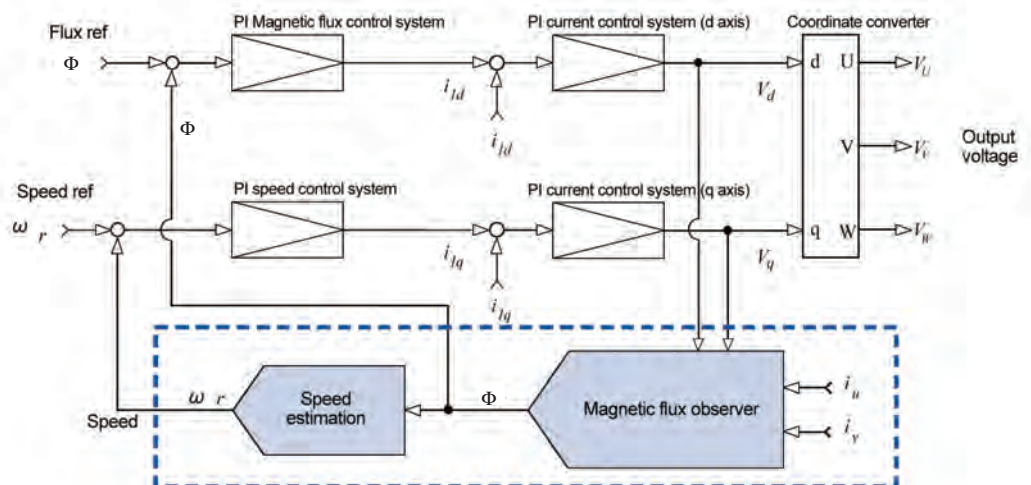 Flux ref
Φ
PI Magnetic flux control system
i1d
i1d
PI current control system (d axis)
Vd
Coordinate converter
d U
V
q W
VU
VV
VW
Output
voltage
Φ
Speed ref
ω r
PI speed control system
i1q
i1q
PI current control system (q axis)
Vq
ω r
Speed
Speed
estimation
Φ
Magnetic flux observer
iu
iv